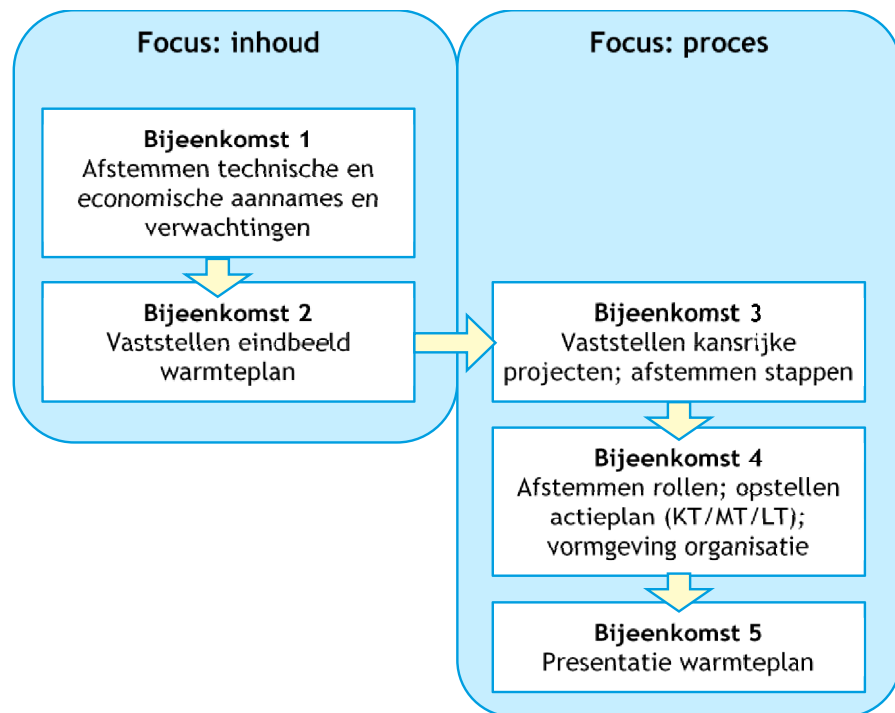 Focus: inhoud
Bijeenkomst 1
Afstemmen technische en
economische aannames en
verwachtingen
Bijeenkomst 2
Vaststellen eindbeeld
warmteplan
Focus: proces
Bijeenkomst 3
Vaststellen kansrijke
projecten; afstemmen stappen
Bijeenkomst 4
Afstemmen rollen; opstellen
actieplan (KT/MT/LT);
vormgeving organisatie
Bijeenkomst 5
Presentatie warmteplan